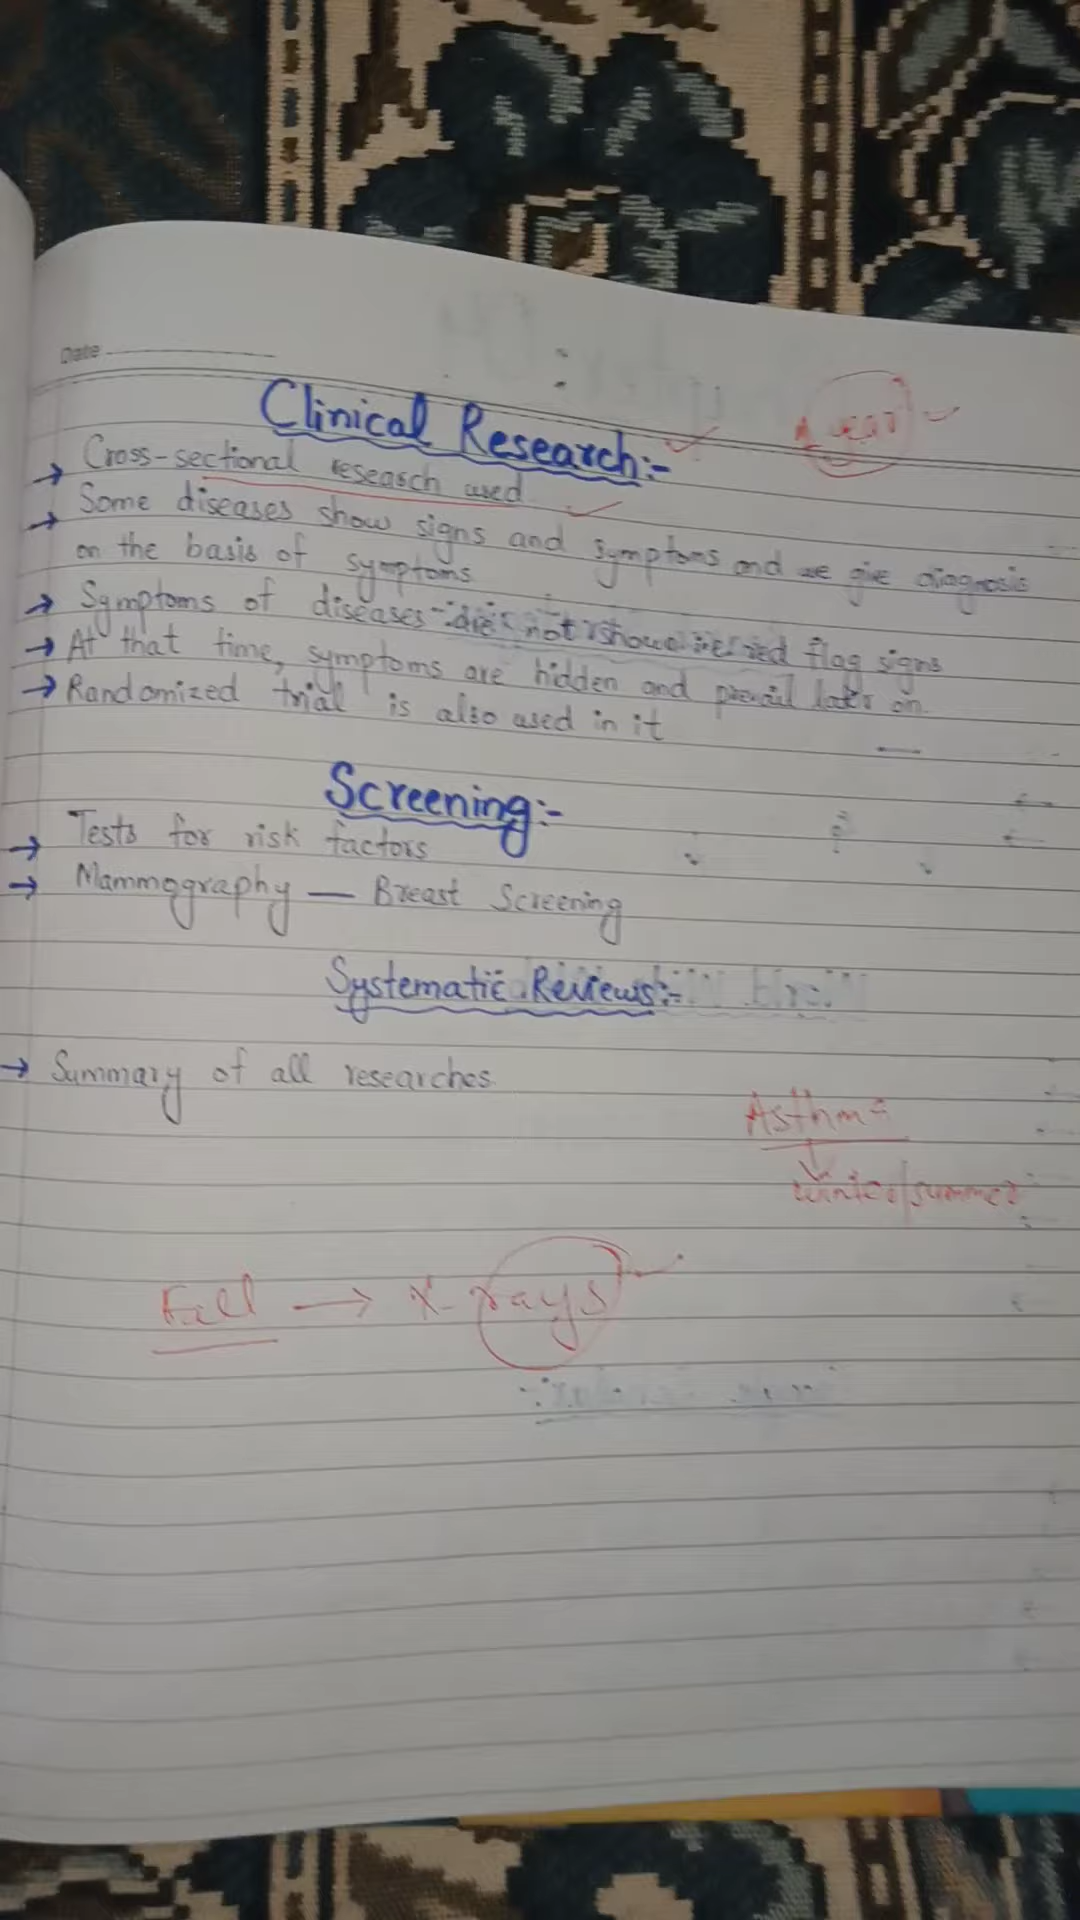 Date
Clinical Research:-
year
→ Cross-sectional research used
→ Some diseases show signs and symptoms and we give diagnosis
on the basis of symptoms
→ Symptoms of diseases not show red flag signs
→ At that time, symptoms are hidden and prevail later on.
→ Randomized trial is also used in it
Screening:-
→ Tests for risk factors
→ Mammography — Breast Screening
Systematic Reviews:-
→ Summary of all researches.
Asthma
↓
winter/summer
Fall → X-rays